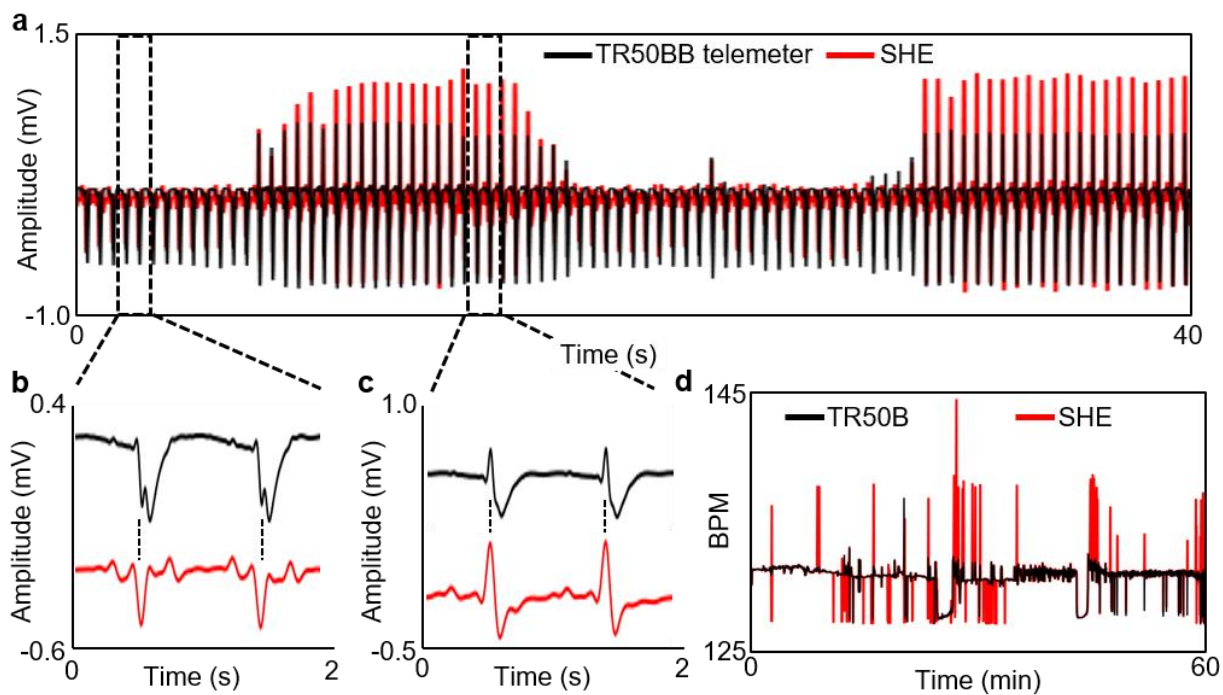 a
1.5
TR50BB telemeter SHE
Amplitude (mV)
-1.0
0
40
Time (s)
b
0.4
Amplitude (mV)
-0.6
0
Time (s)
2
c
1.0
Amplitude (mV)
-0.5
0
Time (s)
2
d
145
TR50B SHE
BPM
125
0
Time (min)
60